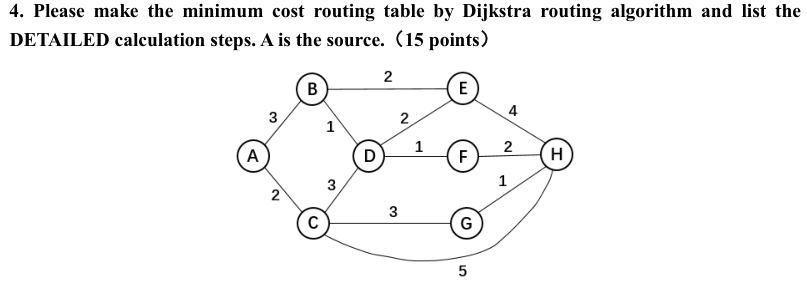 4. Please make the minimum cost routing table by Dijkstra routing algorithm and list the
DETAILED calculation steps. A is the source.（15 points）
2
B
E
3
1
2
4
A
D
1
F
2
H
2
3
1
C
3
G
5